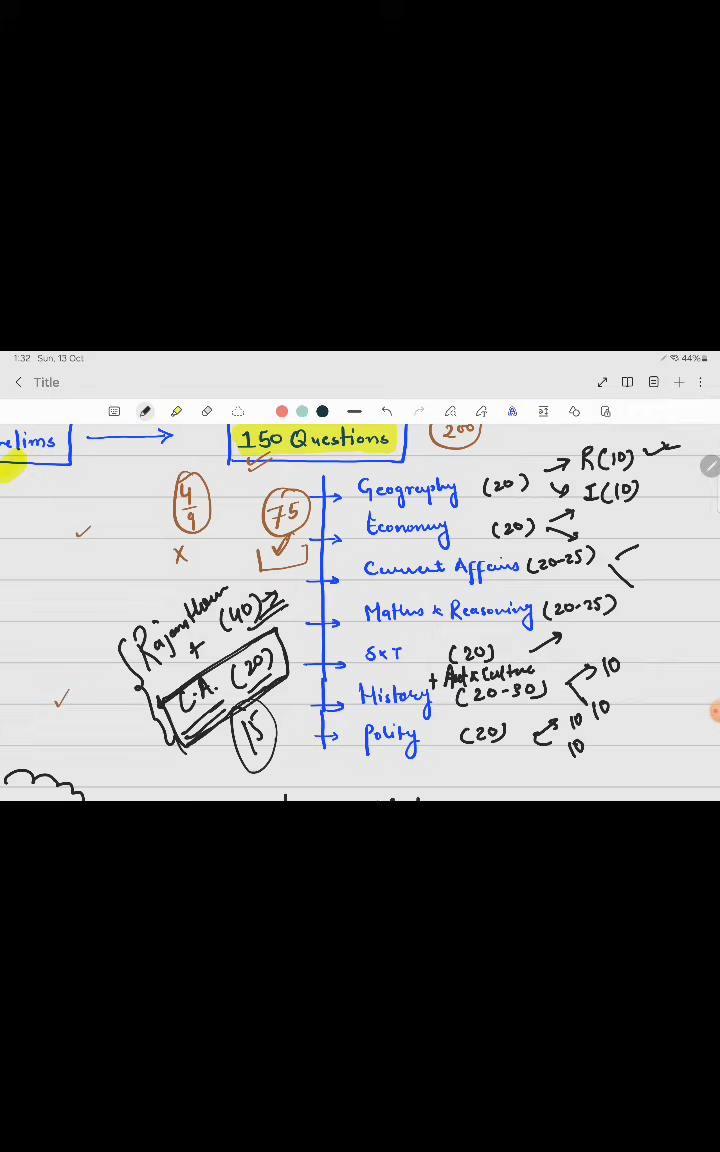 1:32 Sun, 13 Oct
44%
Title
relims
150 Questions
200
4/9
x
75
Geography (20)
R(10)
I(10)
Economy (20)
Current Affairs (20-25)
Maths & Reasoning (20-25)
S&T (20)
+ Art & Culture
History (20-30)
10
10
Polity (20)
10
10
Rajasthan (40)
+
C.A. (20)
15